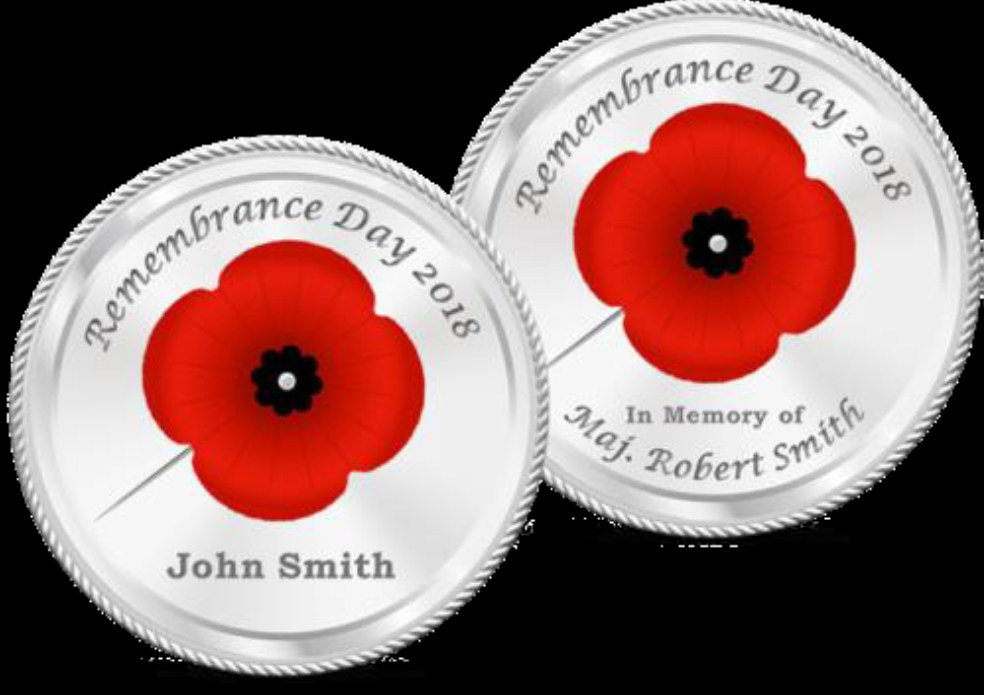 Remembrance Day 2018
John Smith
Remembrance Day 2018
In Memory of
Maj. Robert Smith